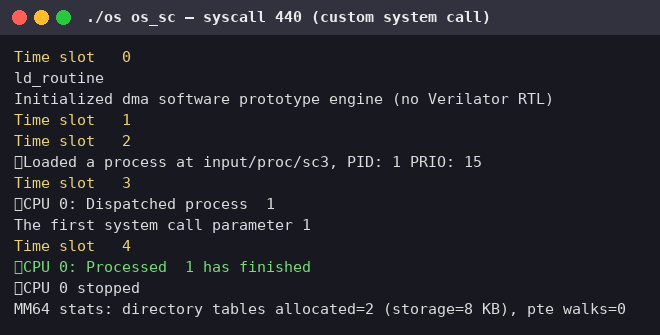 ./os os_sc — syscall 440 (custom system call)
Time slot   0
ld_routine
Initialized dma software prototype engine (no Verilator RTL)
Time slot   1
Time slot   2
Loaded a process at input/proc/sc3, PID: 1 PRIO: 15
Time slot   3
CPU 0: Dispatched process  1
The first system call parameter 1
Time slot   4
CPU 0: Processed  1 has finished
CPU 0 stopped
MM64 stats: directory tables allocated=2 (storage=8 KB), pte walks=0